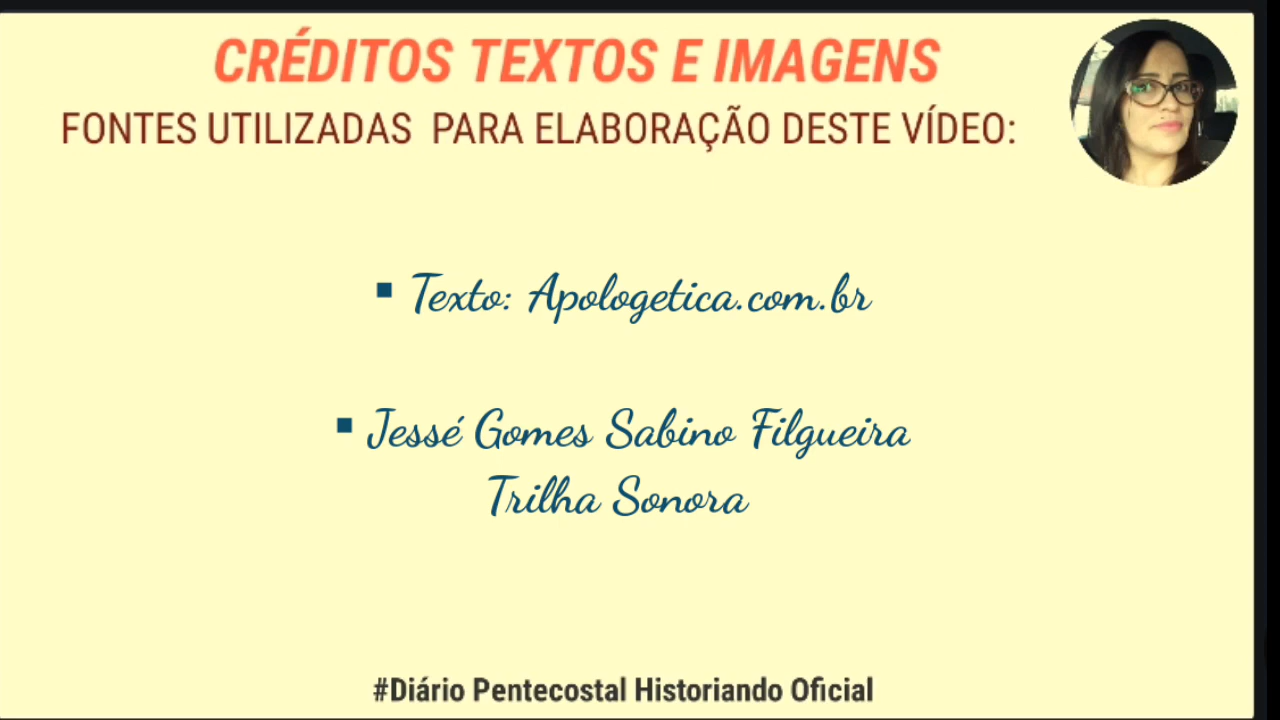 CRÉDITOS TEXTOS E IMAGENS
FONTES UTILIZADAS PARA ELABORAÇÃO DESTE VÍDEO:
▪ Texto: Apologetica.com.br
▪ Jessé Gomes Sabino Filgueira
Trilha Sonora
#Diário Pentecostal Historiando Oficial